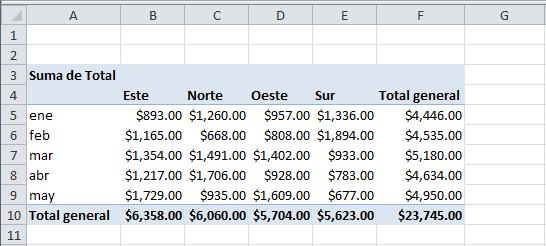 A B C D E F G
1
2
3 Suma de Total
4 Este Norte Oeste Sur Total general
5 ene $893.00 $1,260.00 $957.00 $1,336.00 $4,446.00
6 feb $1,165.00 $668.00 $808.00 $1,894.00 $4,535.00
7 mar $1,354.00 $1,491.00 $1,402.00 $933.00 $5,180.00
8 abr $1,217.00 $1,706.00 $928.00 $783.00 $4,634.00
9 may $1,729.00 $935.00 $1,609.00 $677.00 $4,950.00
10 Total general $6,358.00 $6,060.00 $5,704.00 $5,623.00 $23,745.00
11